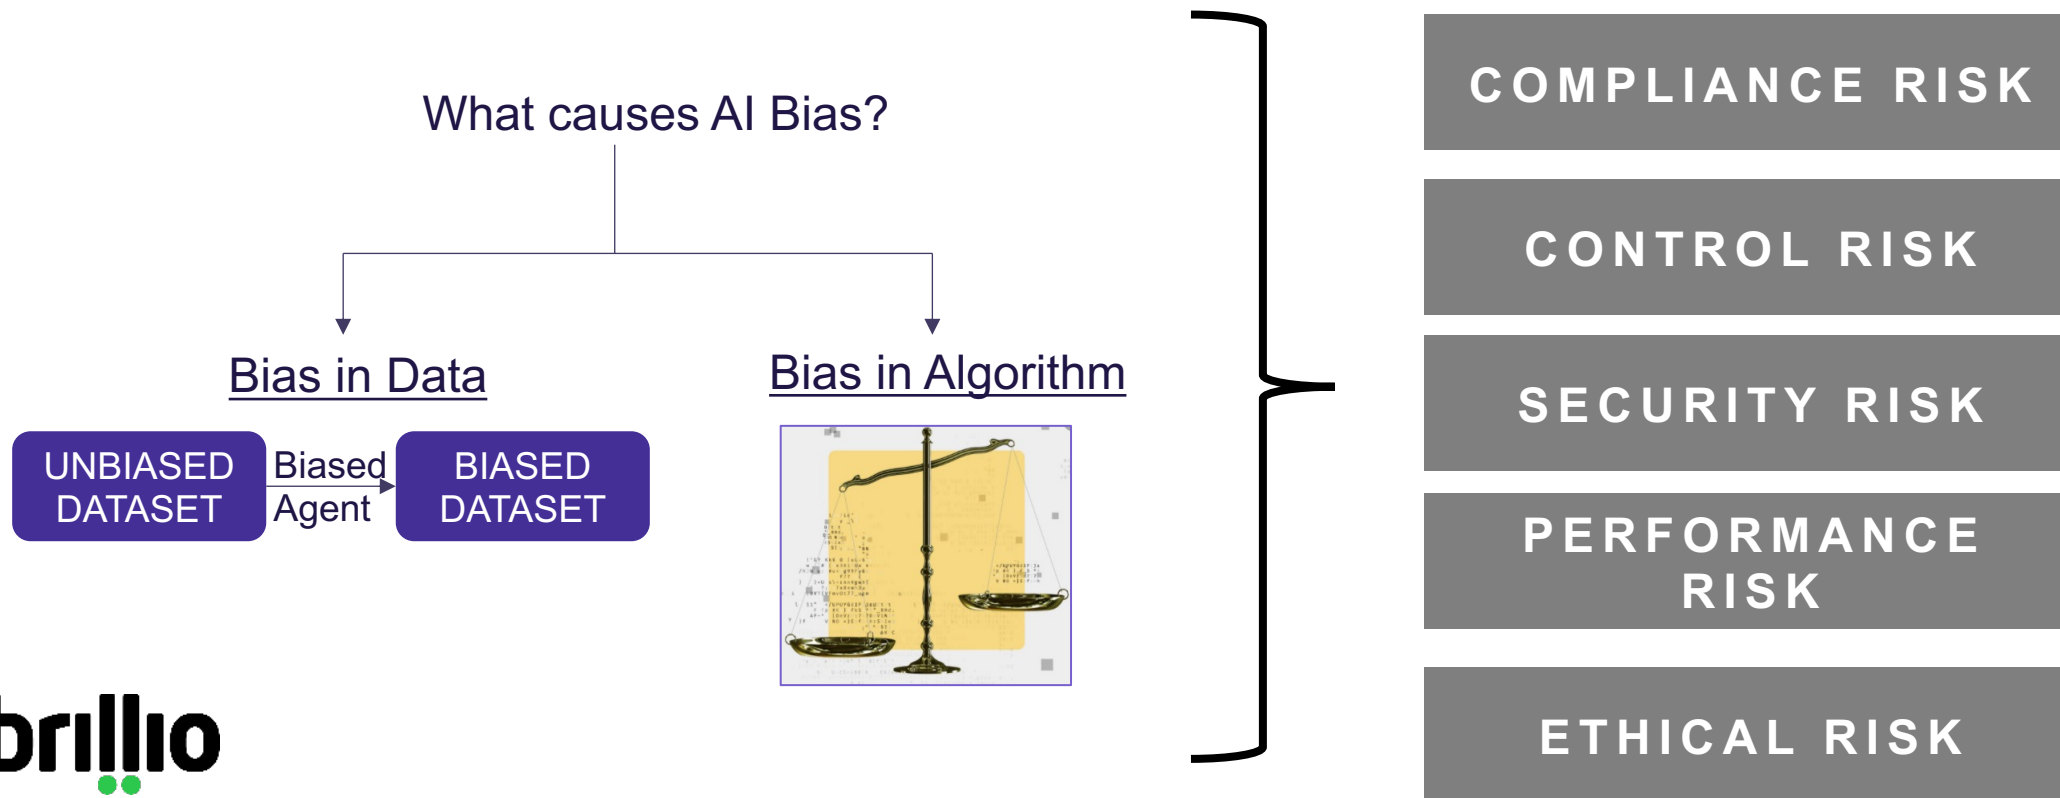 What causes AI Bias?
Bias in Data
UNBIASED
DATASET
Biased
Agent
BIASED
DATASET
Bias in Algorithm
COMPLIANCE RISK
CONTROL RISK
SECURITY RISK
PERFORMANCE
RISK
ETHICAL RISK
brillio